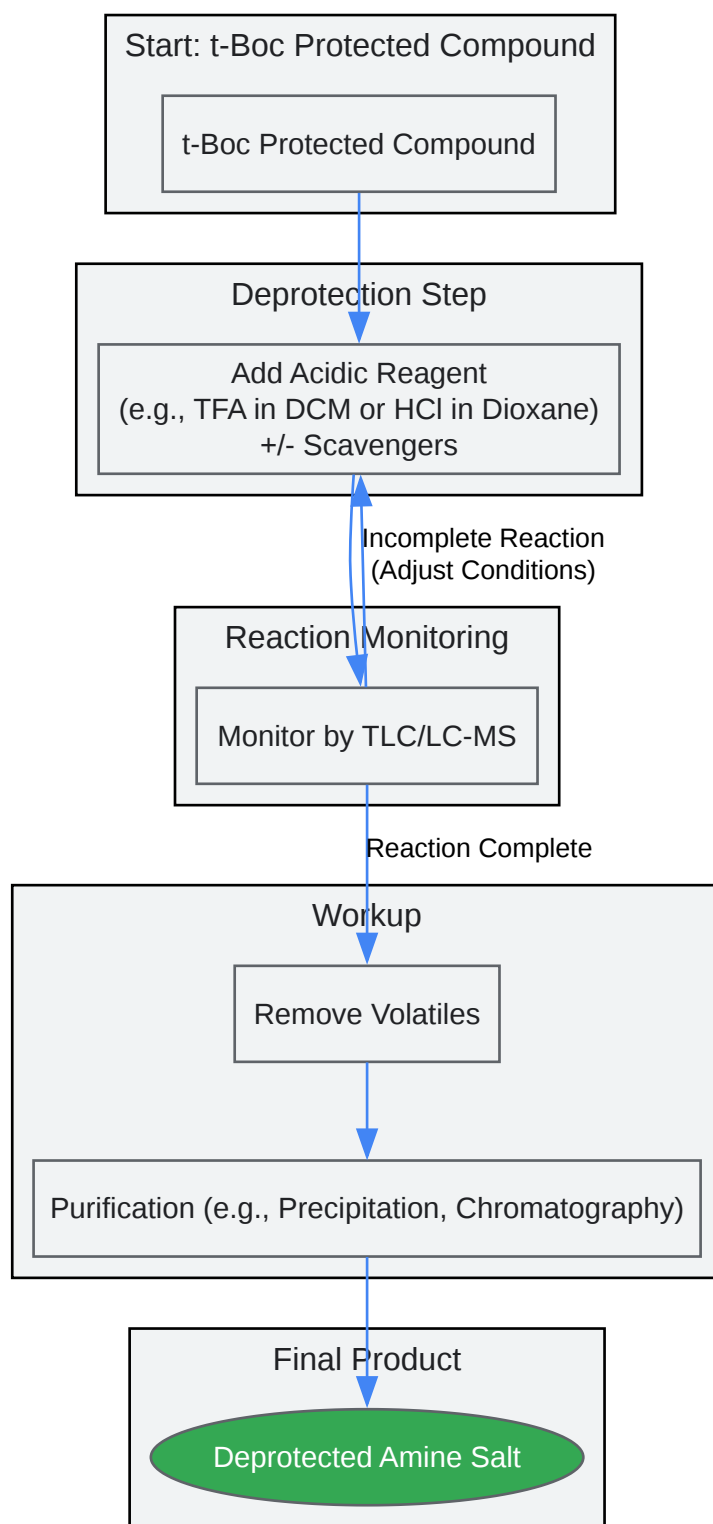 Start: t-Boc Protected Compound
t-Boc Protected Compound
Deprotection Step
Add Acidic Reagent
(e.g., TFA in DCM or HCl in Dioxane)
+/- Scavengers
Incomplete Reaction
(Adjust Conditions)
Reaction Monitoring
Monitor by TLC/LC-MS
Reaction Complete
Workup
Remove Volatiles
Purification (e.g., Precipitation, Chromatography)
Final Product
Deprotected Amine Salt